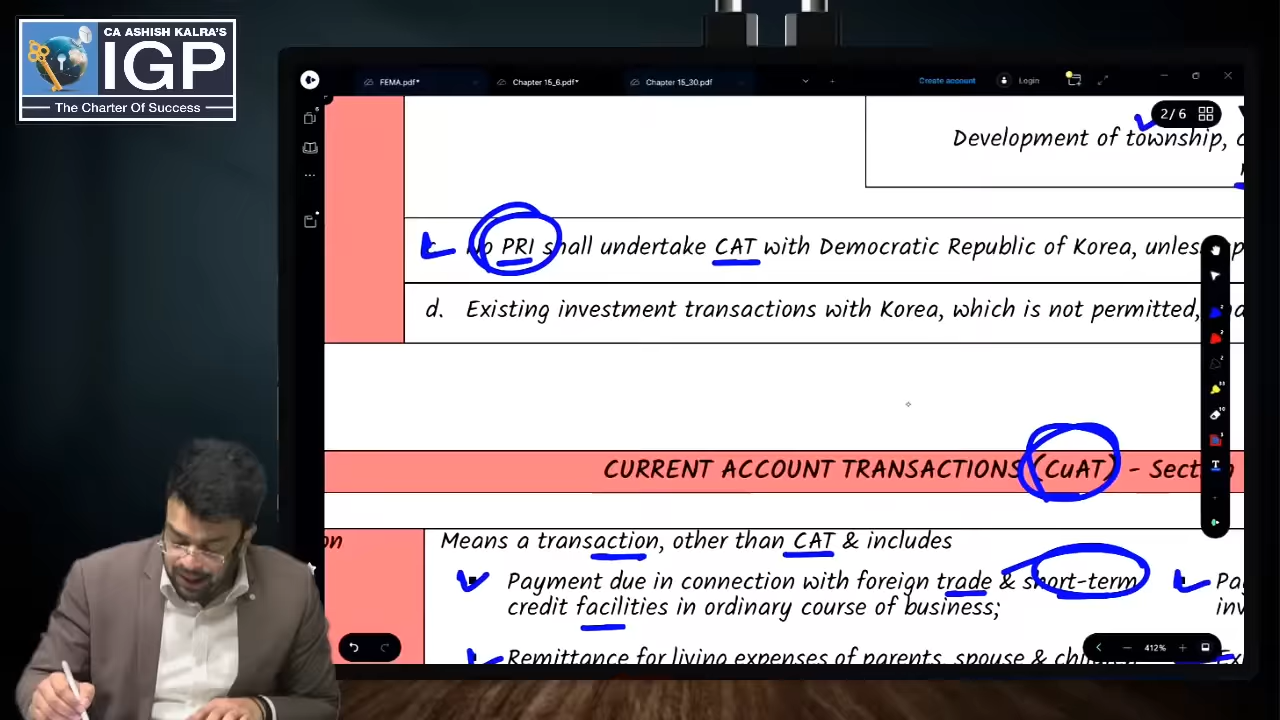 CA ASHISH KALRA'S
IGP
The Charter Of Success
FEMA.pdf*
Chapter 15_6.pdf*
Chapter 15_30.pdf
Create account
Login
2/6
Development of township,
No PRI shall undertake CAT with Democratic Republic of Korea,
d. Existing investment transactions with Korea, which is not permitted,
CURRENT ACCOUNT TRANSACTIONS (CuAT) -
Means a transaction, other than CAT & includes
Payment due in connection with foreign trade & short-term
credit facilities in ordinary course of business;
Remittance for living expenses of parents, spouse &
412%